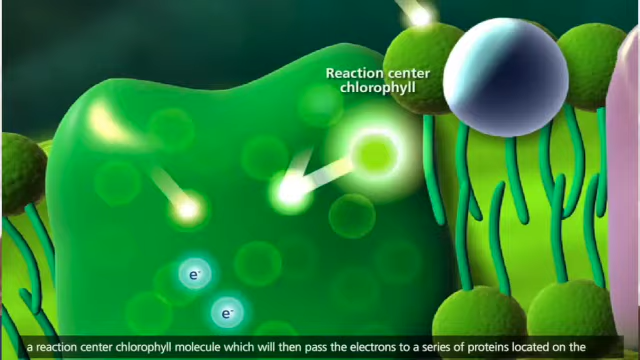 Reaction center
chlorophyll
e-
e-
a reaction center chlorophyll molecule which will then pass the electrons to a series of proteins located on the